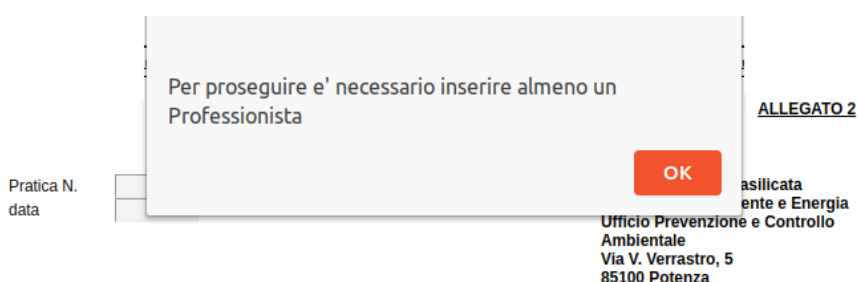 Per proseguire e' necessario inserire almeno un
Professionista
OK
ALLEGATO 2
Pratica N.
data
Ufficio Prevenzione e Controllo
Ambientale
Via V. Verrastro, 5
85100 Potenza
e Energia